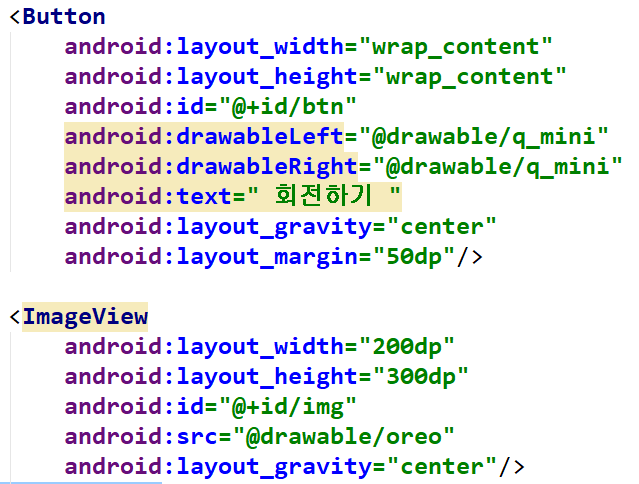 <Button
android:layout_width="wrap_content"
android:layout_height="wrap_content"
android:id="@+id/btn"
android:drawableLeft="@drawable/q_mini"
android:drawableRight="@drawable/q_mini"
android:text=" 회전하기 "
android:layout_gravity="center"
android:layout_margin="50dp"/>
<ImageView
android:layout_width="200dp"
android:layout_height="300dp"
android:id="@+id/img"
android:src="@drawable/oreo"
android:layout_gravity="center"/>